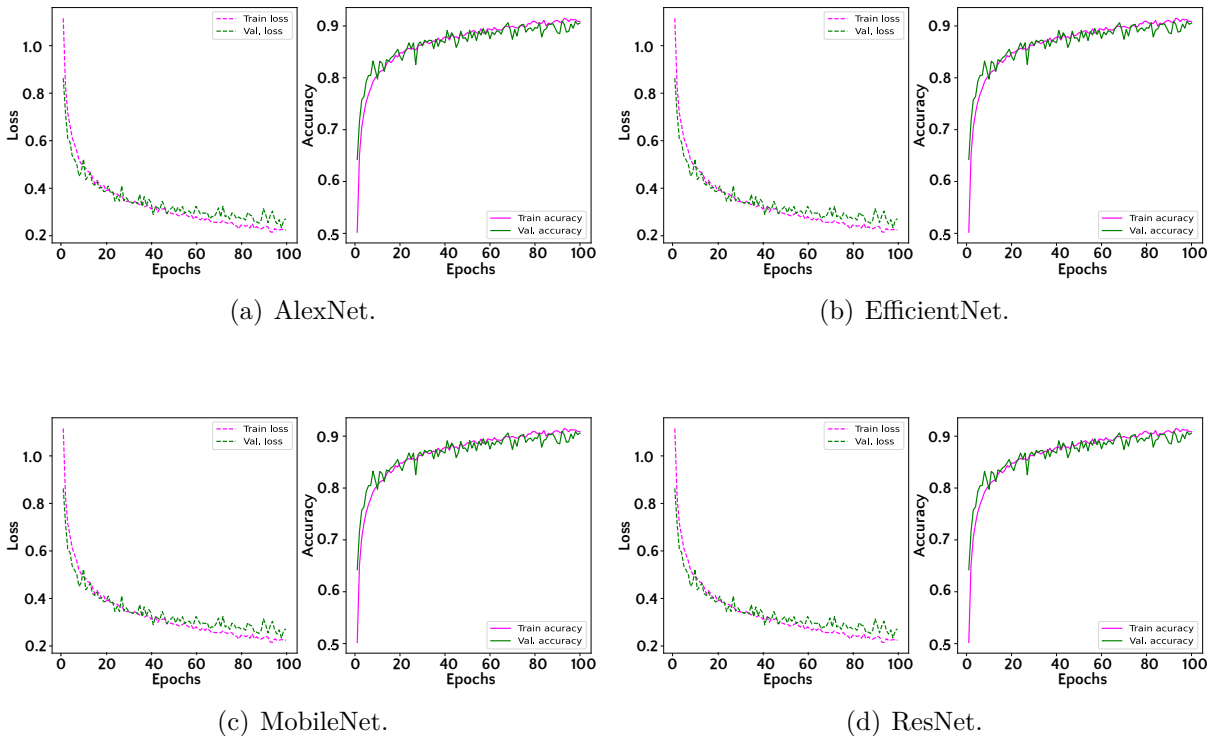 Train loss
Val. loss
Loss
1.0
0.8
0.6
0.4
0.2
0 20 40 60 80 100
Epochs
Accuracy
0.9
0.8
0.7
0.6
0.5
Train acuracy
Val. accuracy
0 20 40 60 80 100
Epochs
(a) AlexNet.
Train loss
Val. loss
Loss
1.0
0.8
0.6
0.4
0.2
0 20 40 60 80 100
Epochs
Accuracy
0.9
0.8
0.7
0.6
0.5
Train acuracy
Val. accuracy
0 20 40 60 80 100
Epochs
(b) EfficientNet.
Train loss
Val. loss
Loss
1.0
0.8
0.6
0.4
0.2
0 20 40 60 80 100
Epochs
Accuracy
0.9
0.8
0.7
0.6
0.5
Train acuracy
Val. accuracy
0 20 40 60 80 100
Epochs
(c) MobileNet.
Train loss
Val. loss
Loss
1.0
0.8
0.6
0.4
0.2
0 20 40 60 80 100
Epochs
Accuracy
0.9
0.8
0.7
0.6
0.5
Train acuracy
Val. accuracy
0 20 40 60 80 100
Epochs
(d) ResNet.